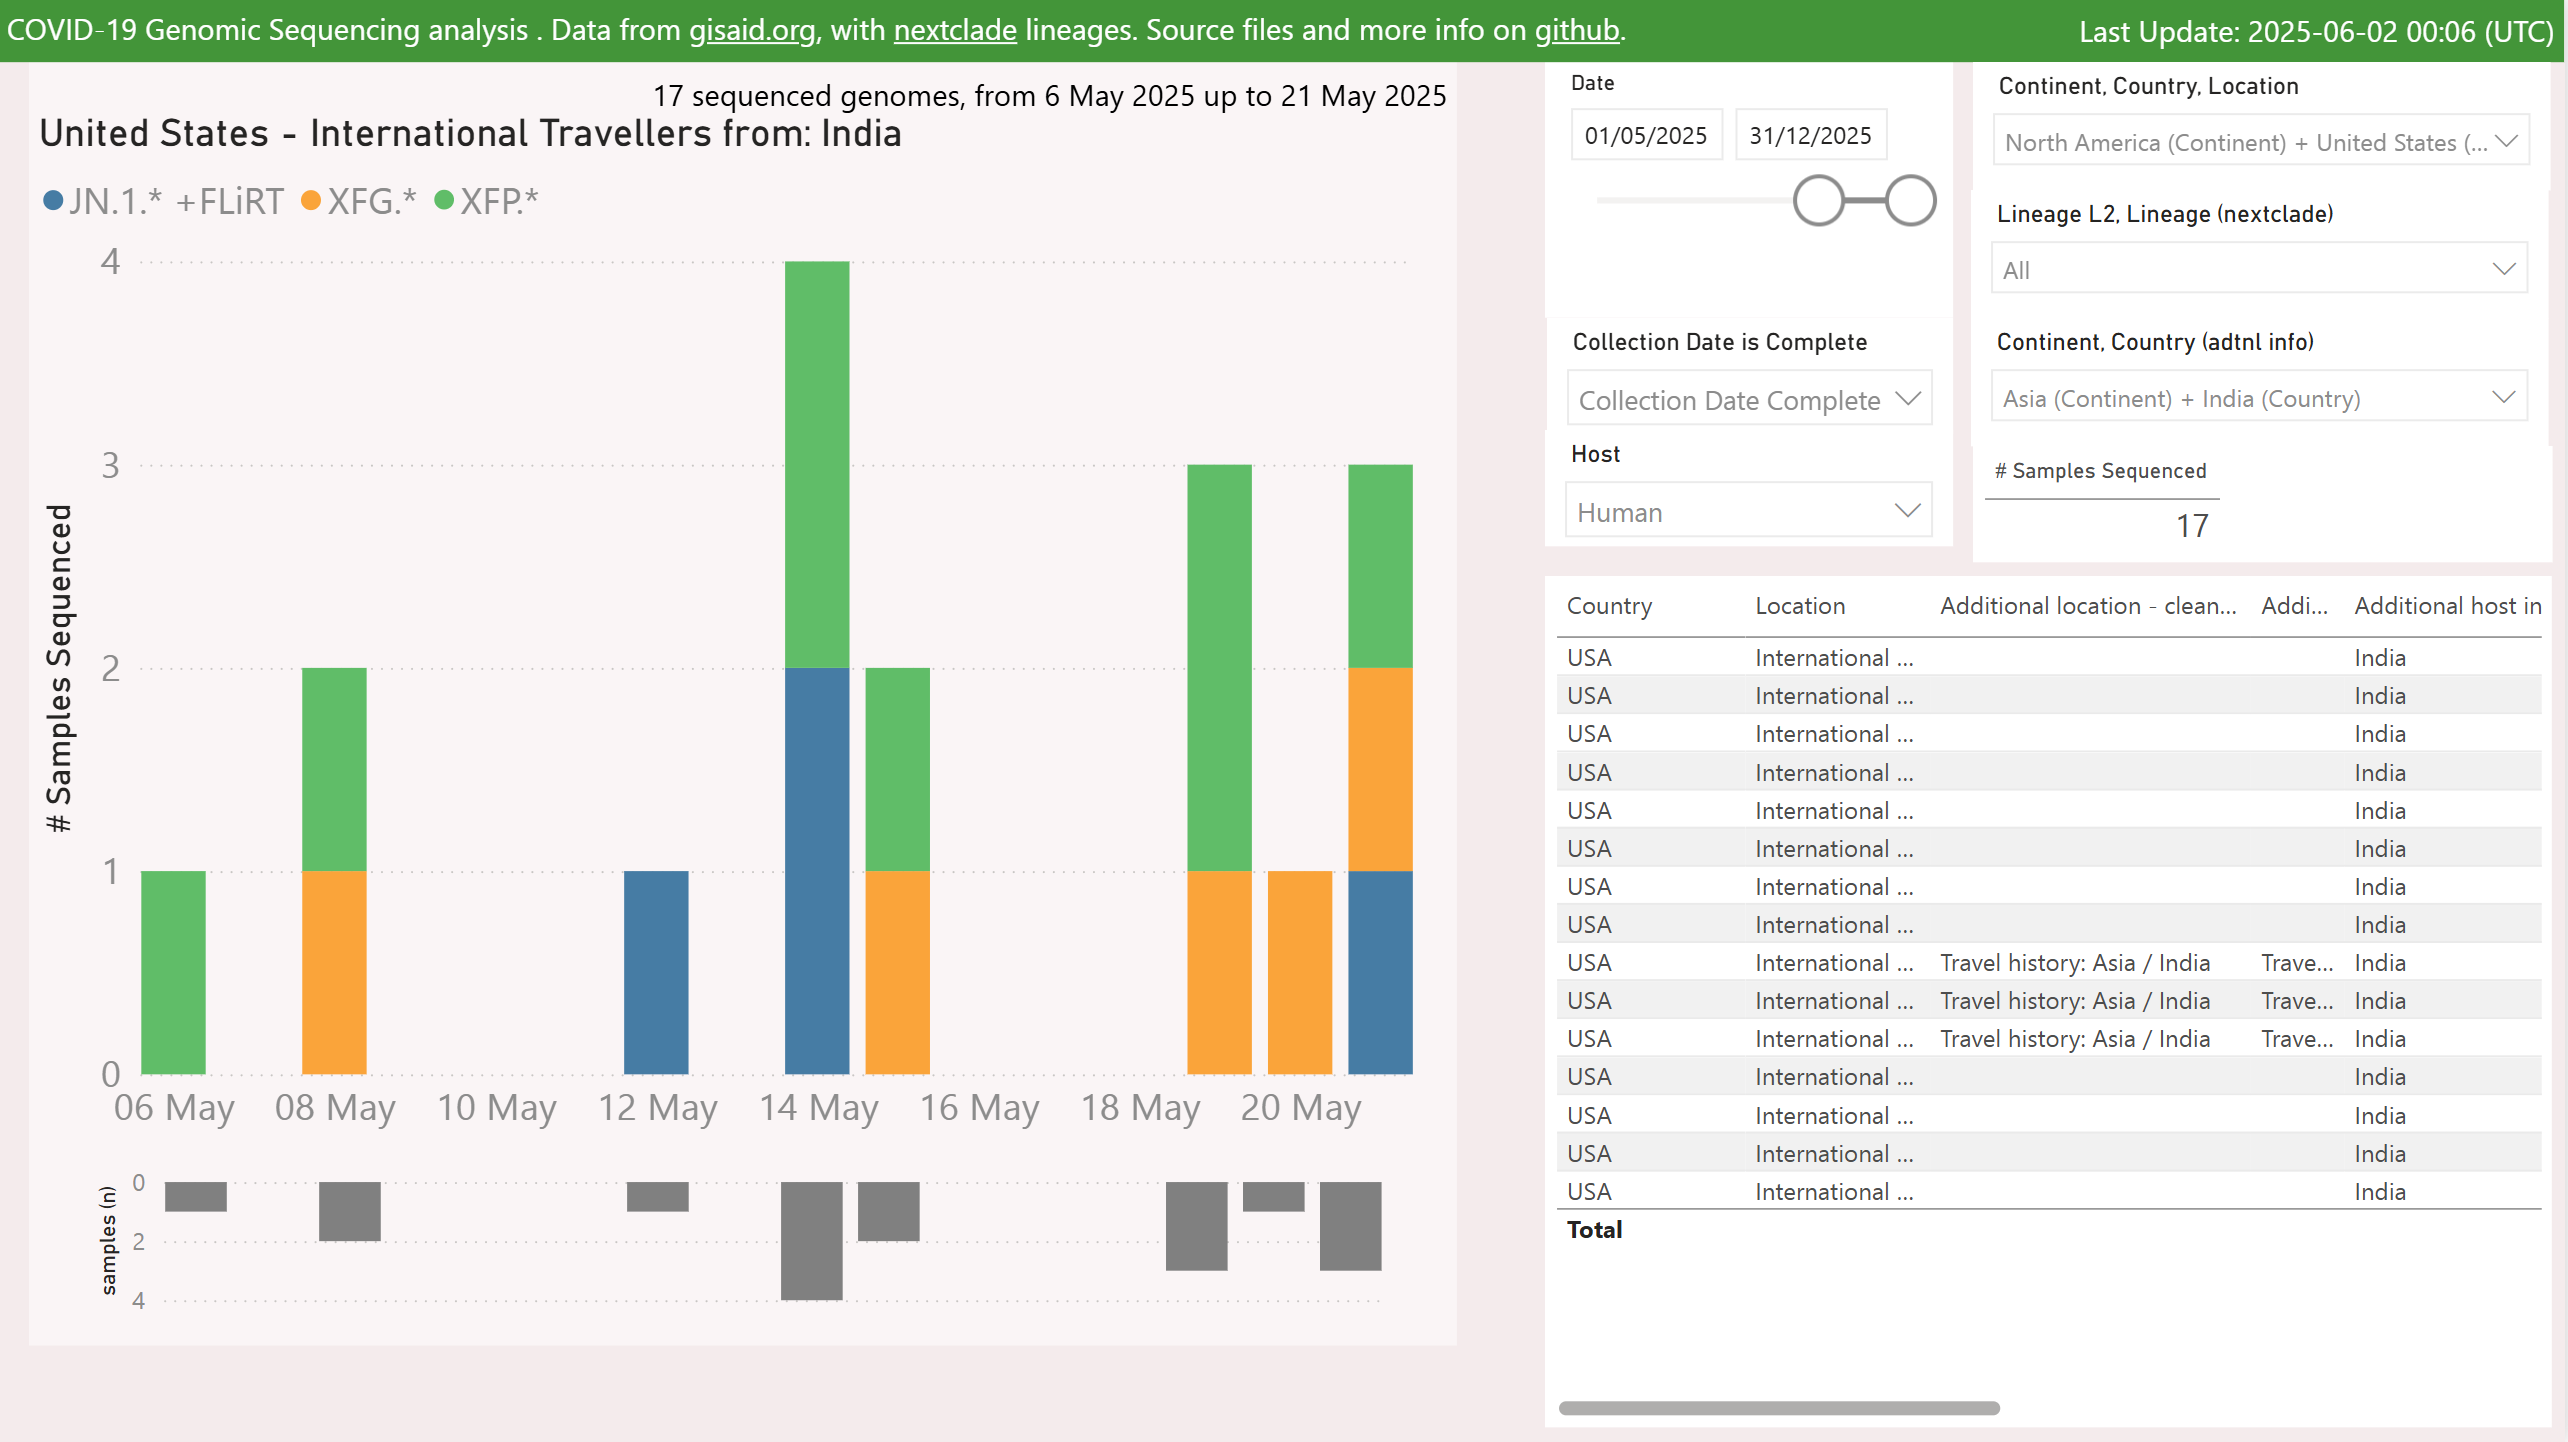 COVID-19 Genomic Sequencing analysis . Data from gisaid.org, with nextclade lineages. Source files and more info on github.
Last Update: 2025-06-02 00:06 (UTC)
17 sequenced genomes, from 6 May 2025 up to 21 May 2025
United States - International Travellers from: India
JN.1.* +FLiRT XFG.* XFP.*
# Samples Sequenced
4
3
2
1
0
06 May 08 May 10 May 12 May 14 May 16 May 18 May 20 May
samples (n)
0
2
4
Date
01/05/2025 31/12/2025
Collection Date is Complete
Collection Date Complete
Host
Human
Continent, Country, Location
North America (Continent) + United States (...
Lineage L2, Lineage (nextclade)
All
Continent, Country (adtnl info)
Asia (Continent) + India (Country)
# Samples Sequenced
17
Country Location Additional location - clean... Addi... Additional host in
USA International ... India
USA International ... India
USA International ... India
USA International ... India
USA International ... India
USA International ... India
USA International ... India
USA International ... India
USA International ... Travel history: Asia / India Trave... India
USA International ... Travel history: Asia / India Trave... India
USA International ... Travel history: Asia / India Trave... India
USA International ... India
USA International ... India
USA International ... India
USA International ... India
Total